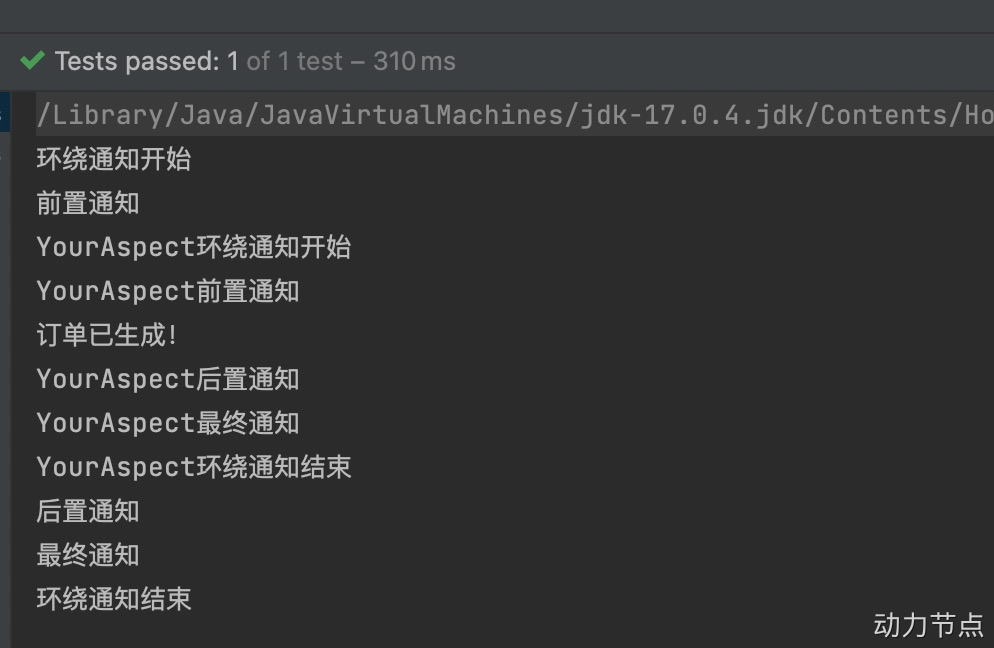 Tests passed: 1 of 1 test – 310 ms
/Library/Java/JavaVirtualMachines/jdk-17.0.4.jdk/Contents/Ho
环绕通知开始
前置通知
YourAspect环绕通知开始
YourAspect前置通知
订单已生成!
YourAspect后置通知
YourAspect最终通知
YourAspect环绕通知结束
后置通知
最终通知
环绕通知结束
动力节点